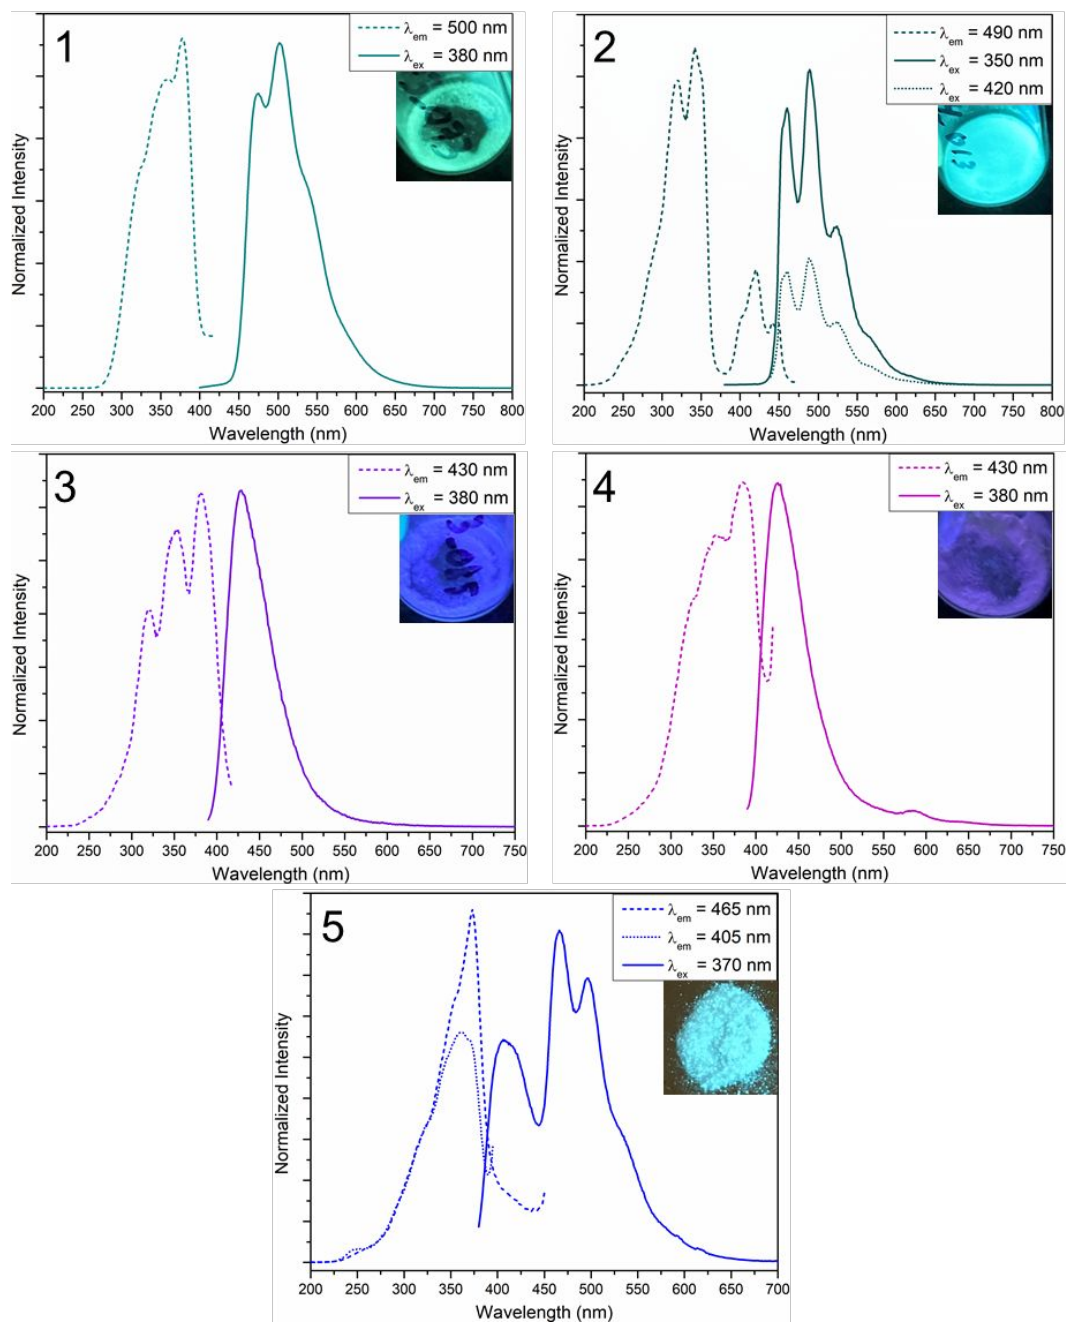 1
λem = 500 nm
λex = 380 nm
Normalized Intensity
200 250 300 350 400 450 500 550 600 650 700 750 800
Wavelength (nm)
2
λem = 490 nm
λex = 350 nm
λex = 420 nm
Normalized Intensity
200 250 300 350 400 450 500 550 600 650 700 750 800
Wavelength (nm)
3
λem = 430 nm
λex = 380 nm
Normalized Intensity
200 250 300 350 400 450 500 550 600 650 700 750
Wavelength (nm)
4
λem = 430 nm
λex = 380 nm
Normalized Intensity
200 250 300 350 400 450 500 550 600 650 700 750
Wavelength (nm)
5
λem = 465 nm
λem = 405 nm
λex = 370 nm
Normalized Intensity
200 250 300 350 400 450 500 550 600 650 700
Wavelength (nm)